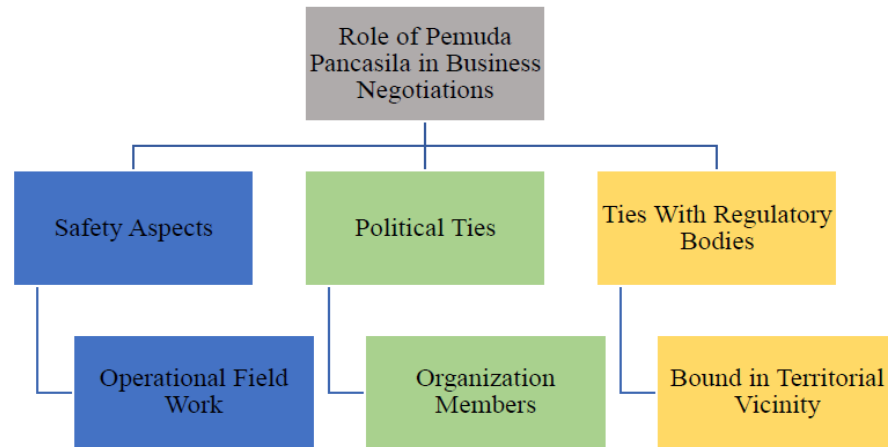 Role of Pemuda
Pancasila in Business
Negotiations
Safety Aspects
Political Ties
Ties With Regulatory
Bodies
Operational Field
Work
Organization
Members
Bound in Territorial
Vicinity